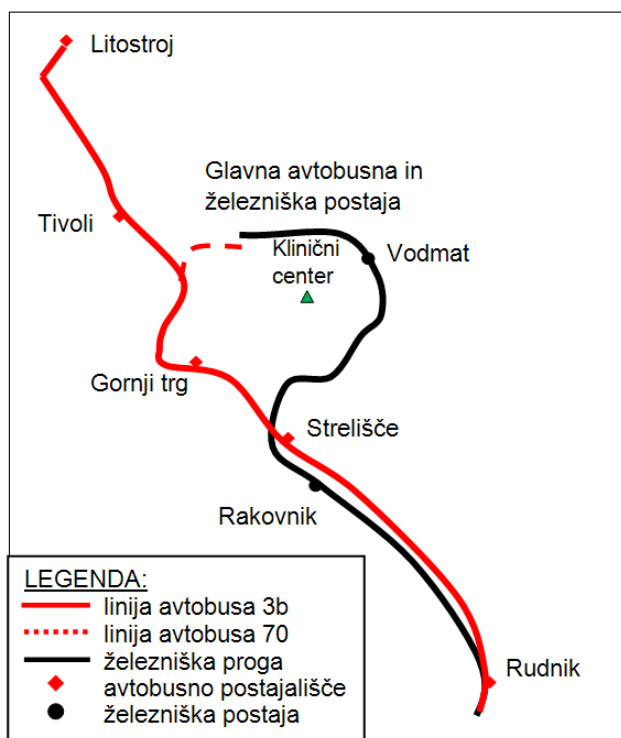 Litostroj
Glavna avtobusna in
železniška postaja
Tivoli
Klinični
center
Vodmat
Gornji trg
Strelišče
Rakovnik
Rudnik
LEGENDA:
linija avtobusa 3b
linija avtobusa 70
železniška proga
avtobusno postajališče
železniška postaja